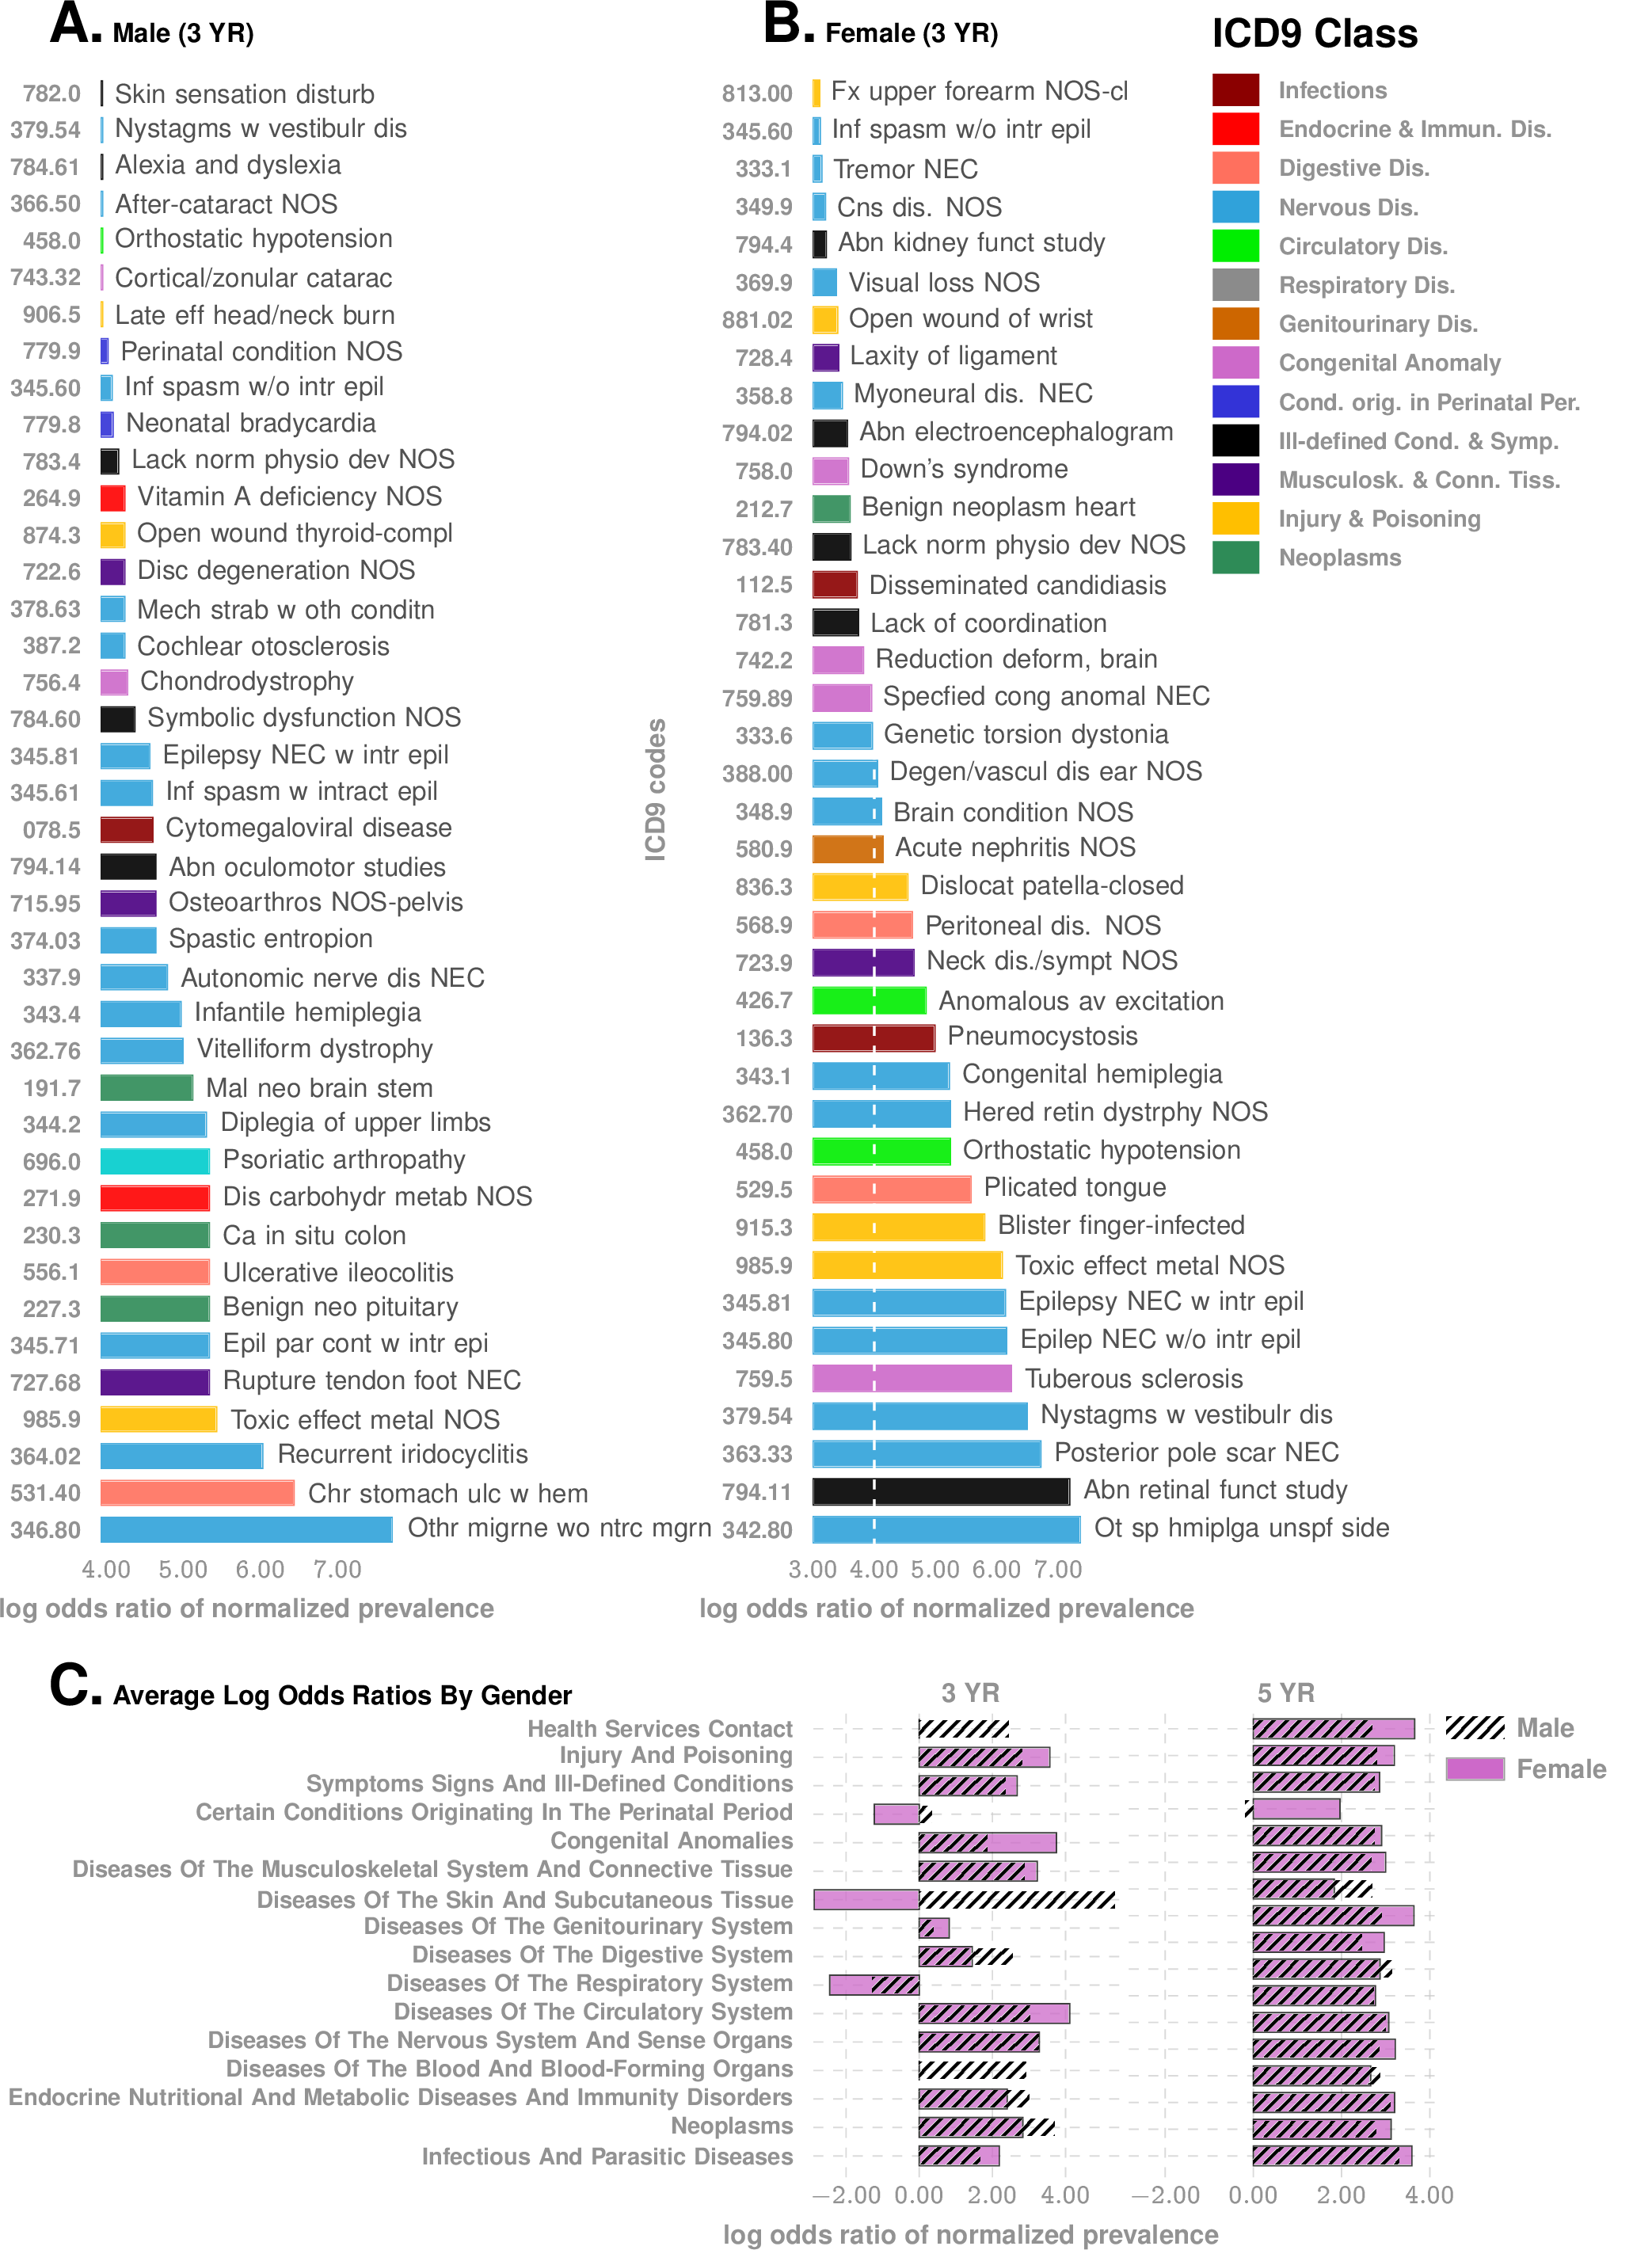 A. Male (3 YR)
782.0 Skin sensation disturb
379.54 Nystagms w vestibulr dis
784.61 Alexia and dyslexia
366.50 After-cataract NOS
458.0 Orthostatic hypotension
743.32 Cortical/zonular catarac
906.5 Late eff head/neck burn
779.9 Perinatal condition NOS
345.60 Inf spasm w/o intr epil
779.8 Neonatal bradycardia
783.4 Lack norm physio dev NOS
264.9 Vitamin A deficiency NOS
874.3 Open wound thyroid-compl
722.6 Disc degeneration NOS
378.63 Mech strab w oth conditn
387.2 Cochlear otosclerosis
756.4 Chondrodystrophy
784.60 Symbolic dysfunction NOS
345.81 Epilepsy NEC w intr epil
345.61 Inf spasm w intract epil
078.5 Cytomegaloviral disease
794.14 Abn oculomotor studies
715.95 Osteoarthros NOS-pelvis
374.03 Spastic entropion
337.9 Autonomic nerve dis NEC
343.4 Infantile hemiplegia
362.76 Vitelliform dystrophy
191.7 Mal neo brain stem
344.2 Diplegia of upper limbs
696.0 Psoriatic arthropathy
271.9 Dis carbohydr metab NOS
230.3 Ca in situ colon
556.1 Ulcerative ileocolitis
227.3 Benign neo pituitary
345.71 Epil par cont w intr epi
727.68 Rupture tendon foot NEC
985.9 Toxic effect metal NOS
364.02 Recurrent iridocyclitis
531.40 Chr stomach ulc w hem
346.80 Othr migrne wo ntrc mgrn
4.00 5.00 6.00 7.00
log odds ratio of normalized prevalence
B. Female (3 YR)
ICD9 codes
813.00 Fx upper forearm NOS-cl
345.60 Inf spasm w/o intr epil
333.1 Tremor NEC
349.9 Cns dis. NOS
794.4 Abn kidney funct study
369.9 Visual loss NOS
881.02 Open wound of wrist
728.4 Laxity of ligament
358.8 Myoneural dis. NEC
794.02 Abn electroencephalogram
758.0 Down's syndrome
212.7 Benign neoplasm heart
783.40 Lack norm physio dev NOS
112.5 Disseminated candidiasis
781.3 Lack of coordination
742.2 Reduction deform, brain
759.89 Specfied cong anomal NEC
333.6 Genetic torsion dystonia
388.00 Degen/vascul dis ear NOS
348.9 Brain condition NOS
580.9 Acute nephritis NOS
836.3 Dislocat patella-closed
568.9 Peritoneal dis. NOS
723.9 Neck dis./sympt NOS
426.7 Anomalous av excitation
136.3 Pneumocystosis
343.1 Congenital hemiplegia
362.70 Hered retin dystrphy NOS
458.0 Orthostatic hypotension
529.5 Plicated tongue
915.3 Blister finger-infected
985.9 Toxic effect metal NOS
345.81 Epilepsy NEC w intr epil
345.80 Epilep NEC w/o intr epil
759.5 Tuberous sclerosis
379.54 Nystagms w vestibulr dis
363.33 Posterior pole scar NEC
794.11 Abn retinal funct study
342.80 Ot sp hmiplga unspf side
3.00 4.00 5.00 6.00 7.00
log odds ratio of normalized prevalence
ICD9 Class
Infections
Endocrine & Immun. Dis.
Digestive Dis.
Nervous Dis.
Circulatory Dis.
Respiratory Dis.
Genitourinary Dis.
Congenital Anomaly
Cond. orig. in Perinatal Per.
Ill-defined Cond. & Symp.
Musculosk. & Conn. Tiss.
Injury & Poisoning
Neoplasms
C. Average Log Odds Ratios By Gender
3 YR 5 YR
Health Services Contact
Injury And Poisoning
Symptoms Signs And Ill-Defined Conditions
Certain Conditions Originating In The Perinatal Period
Congenital Anomalies
Diseases Of The Musculoskeletal System And Connective Tissue
Diseases Of The Skin And Subcutaneous Tissue
Diseases Of The Genitourinary System
Diseases Of The Digestive System
Diseases Of The Respiratory System
Diseases Of The Circulatory System
Diseases Of The Nervous System And Sense Organs
Diseases Of The Blood And Blood-Forming Organs
Endocrine Nutritional And Metabolic Diseases And Immunity Disorders
Neoplasms
Infectious And Parasitic Diseases
Male
Female
−2.00 0.00 2.00 4.00 −2.00 0.00 2.00 4.00
log odds ratio of normalized prevalence